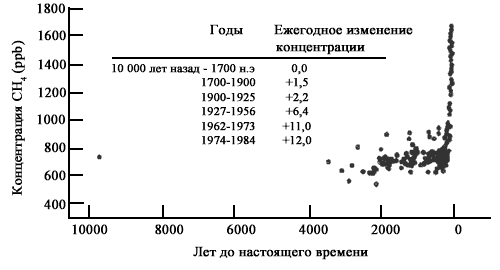 1800
1600
1400
1200
1000
800
600
400
Концентрация CH4 (ppb)
Годы Ежегодное изменение
концентрации
10 000 лет назад - 1700 н.э 0,0
1700-1900 +1,5
1900-1925 +2,2
1927-1956 +6,4
1962-1973 +11,0
1974-1984 +12,0
10000 8000 6000 4000 2000 0
Лет до настоящего времени